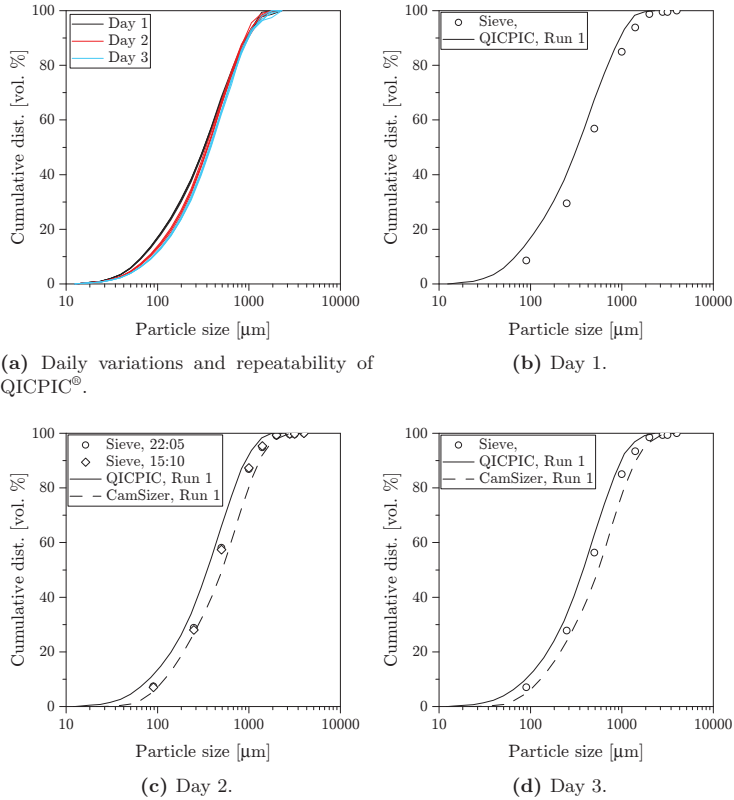 100
80
60
40
20
0
Cumulative dist. [vol. %]
Day 1
Day 2
Day 3
10
100
1000
10000
Particle size [μm]
(a) Daily variations and repeatability of
QICPIC®.
100
80
60
40
20
0
Cumulative dist. [vol. %]
Sieve,
QICPIC, Run 1
10
100
1000
10000
Particle size [μm]
(b) Day 1.
100
80
60
40
20
0
Cumulative dist. [vol. %]
Sieve, 22:05
Sieve, 15:10
QICPIC, Run 1
CamSizer, Run 1
10
100
1000
10000
Particle size [μm]
(c) Day 2.
100
80
60
40
20
0
Cumulative dist. [vol. %]
Sieve,
QICPIC, Run 1
CamSizer, Run 1
10
100
1000
10000
Particle size [μm]
(d) Day 3.